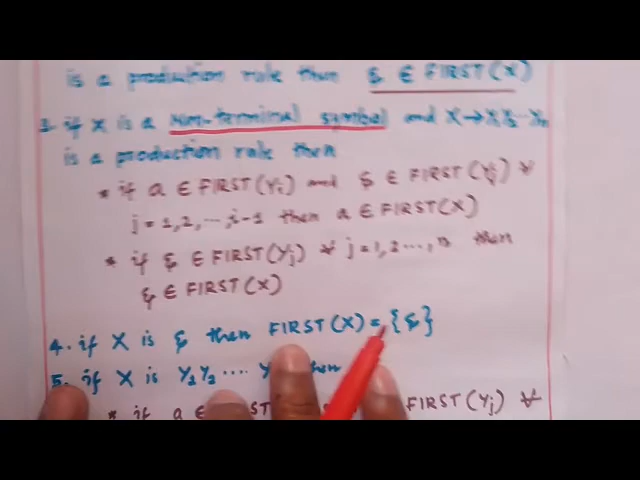 is a production rule then ε ∈ FIRST(X)
3. if X is a Non-terminal symbol and X→Y₁Y₂...Yₙ
is a production rule then
* if a ∈ FIRST(Yᵢ) and ε ∈ FIRST(Yⱼ) ∀
j = 1,2,...,i-1 then a ∈ FIRST(X)
* if ε ∈ FIRST(Yⱼ) ∀ j=1,2...,n then
ε ∈ FIRST(X)
4. if X is ε then FIRST(X) = {ε}
5. if X is Y₁Y₂....
* if a ∈ FIRST(Yⱼ) ∀